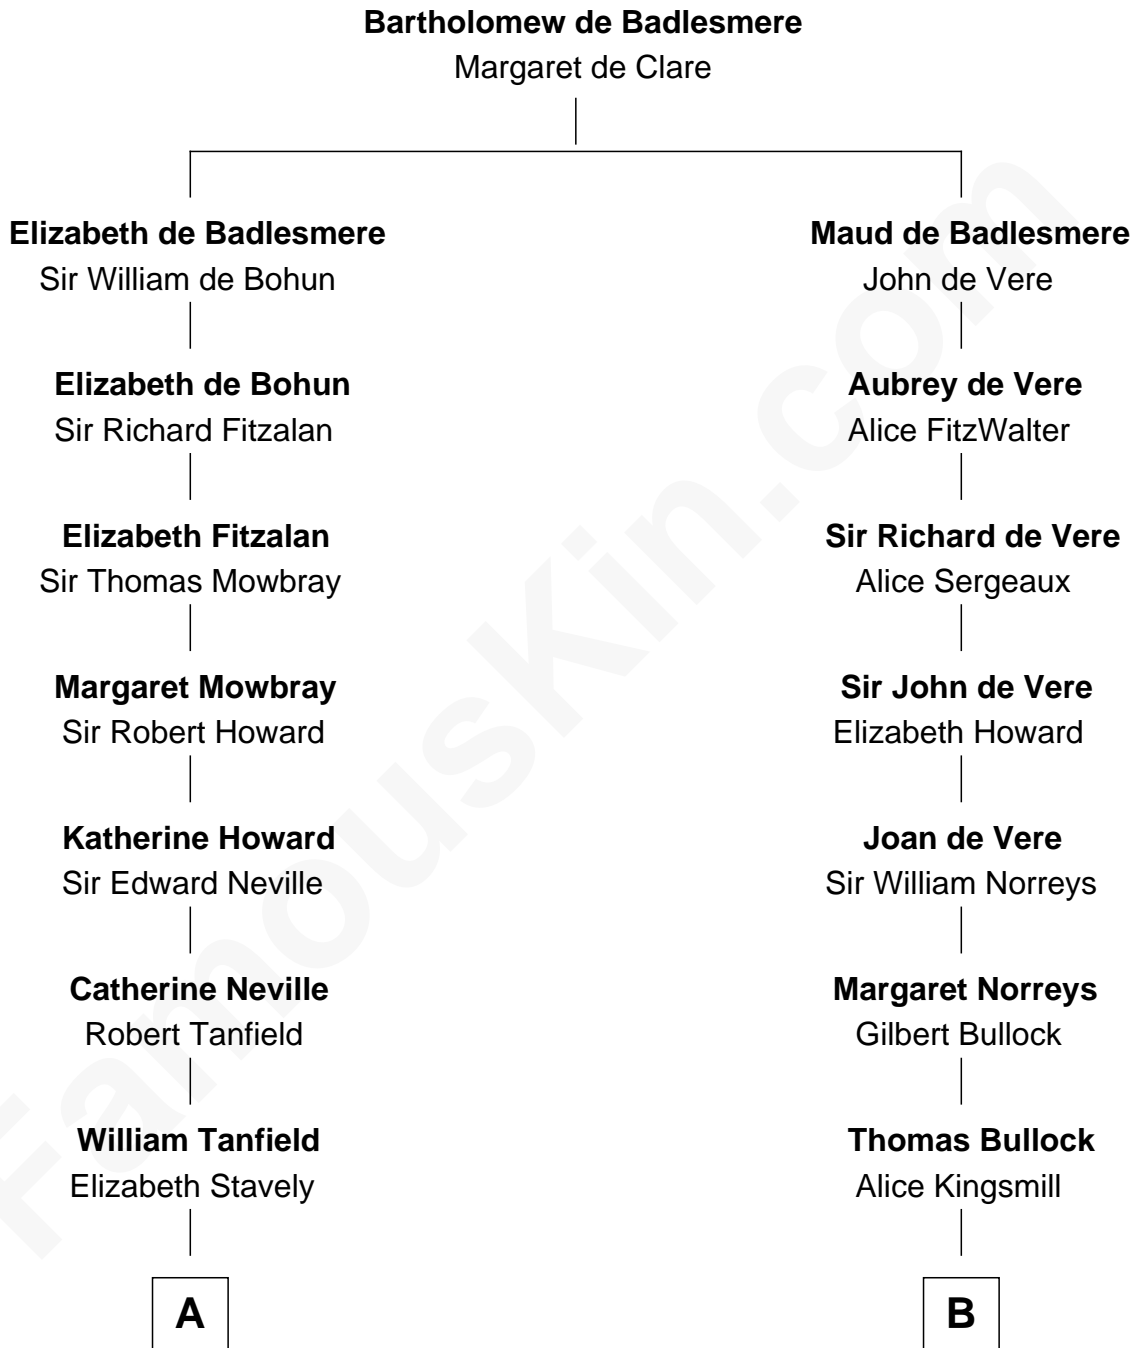 Bartholomew de Badlesmere
Margaret de Clare
Elizabeth de Badlesmere
Sir William de Bohun
Maud de Badlesmere
John de Vere
Elizabeth de Bohun
Sir Richard Fitzalan
Aubrey de Vere
Alice FitzWalter
Elizabeth Fitzalan
Sir Thomas Mowbray
Sir Richard de Vere
Alice Sergeaux
Margaret Mowbray
Sir Robert Howard
Sir John de Vere
Elizabeth Howard
Katherine Howard
Sir Edward Neville
Joan de Vere
Sir William Norreys
Catherine Neville
Robert Tanfield
Margaret Norreys
Gilbert Bullock
William Tanfield
Elizabeth Stavely
Thomas Bullock
Alice Kingsmill
A
B
FamousKin.com